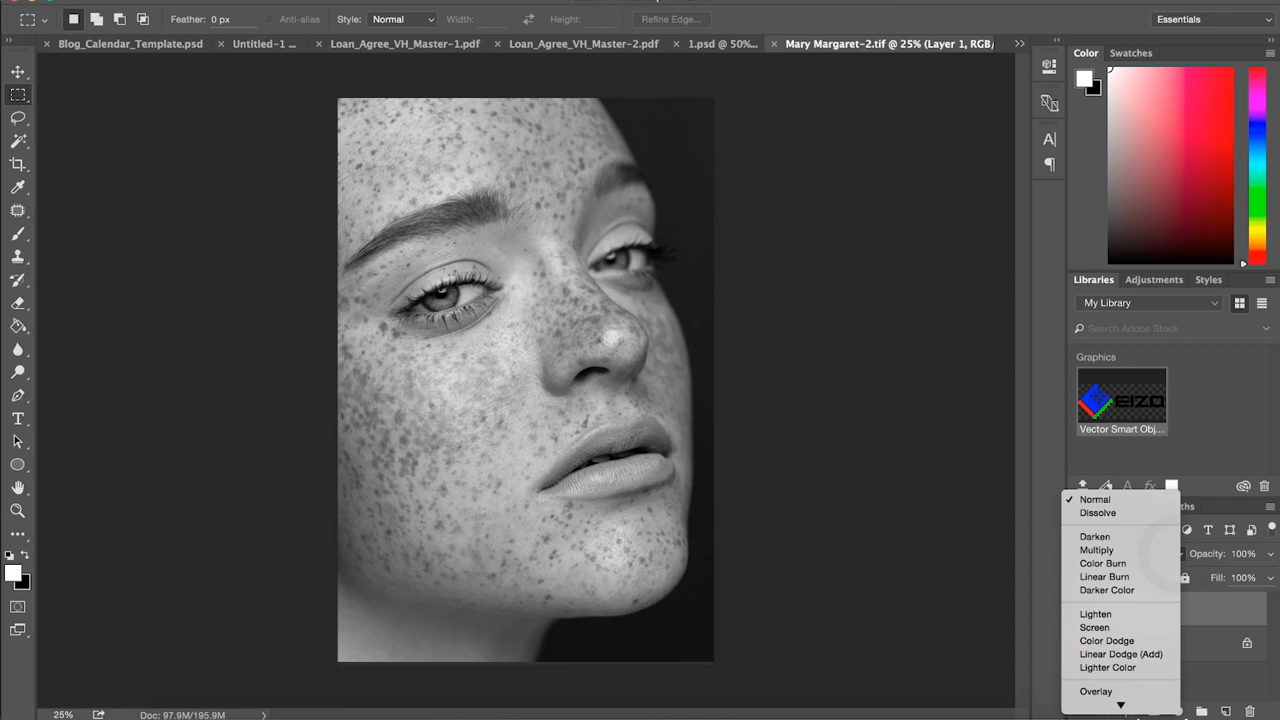 Feather: 0 px Anti-alias Style: Normal Width: Height: Refine Edge... Essentials
Blog_Calendar_Template.psd Untitled-1 ... Loan_Agree_VH_Master-1.pdf Loan_Agree_VH_Master-2.pdf 1.psd @ 50%... Mary Margaret-2.tif @ 25% (Layer 1, RGB/
Color Swatches
Libraries Adjustments Styles
My Library
Search Adobe Stock
Graphics
EIZO
Vector Smart Obj...
Normal
Dissolve
Darken
Multiply
Color Burn
Linear Burn
Darker Color
Lighten
Screen
Color Dodge
Linear Dodge (Add)
Lighter Color
Overlay
ths
Opacity: 100%
Fill: 100%
25% Doc: 97.9M/195.9M